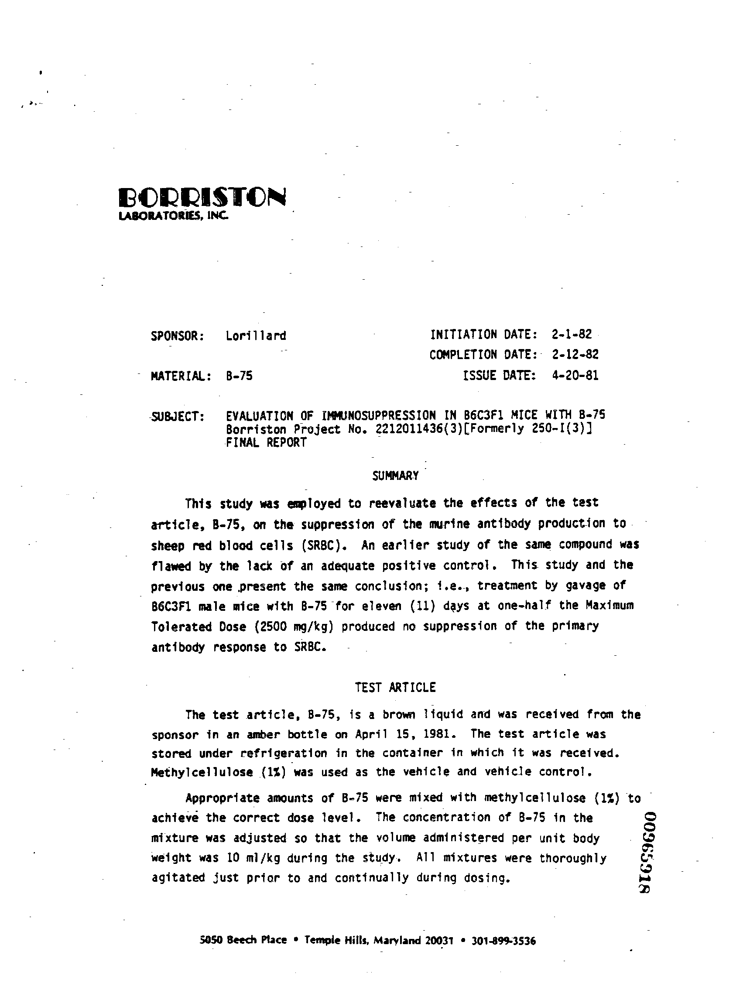 BORRISTON
LABORATORIES, INC.
SPONSOR: Lorillard INITIATION DATE: 2-1-82
COMPLETION DATE: 2-12-82
MATERIAL: B-75 ISSUE DATE: 4-20-81
SUBJECT: EVALUATION OF IMMUNOSUPPRESSION IN B6C3F1 MICE WITH B-75
Borriston Project No. 2212011436(3)[Formerly 250-I(3)]
FINAL REPORT
SUMMARY
This study was employed to reevaluate the effects of the test
article, B-75, on the suppression of the murine antibody production to
sheep red blood cells (SRBC). An earlier study of the same compound was
flawed by the lack of an adequate positive control. This study and the
previous one present the same conclusion; i.e., treatment by gavage of
B6C3F1 male mice with B-75 for eleven (11) days at one-half the Maximum
Tolerated Dose (2500 mg/kg) produced no suppression of the primary
antibody response to SRBC.
TEST ARTICLE
The test article, B-75, is a brown liquid and was received from the
sponsor in an amber bottle on April 15, 1981. The test article was
stored under refrigeration in the container in which it was received.
Methylcellulose (1%) was used as the vehicle and vehicle control.
Appropriate amounts of B-75 were mixed with methylcellulose (1%) to
achieve the correct dose level. The concentration of B-75 in the
mixture was adjusted so that the volume administered per unit body
weight was 10 ml/kg during the study. All mixtures were thoroughly
agitated just prior to and continually during dosing.
00965918
5050 Beech Place • Temple Hills, Maryland 20031 • 301-899-3536